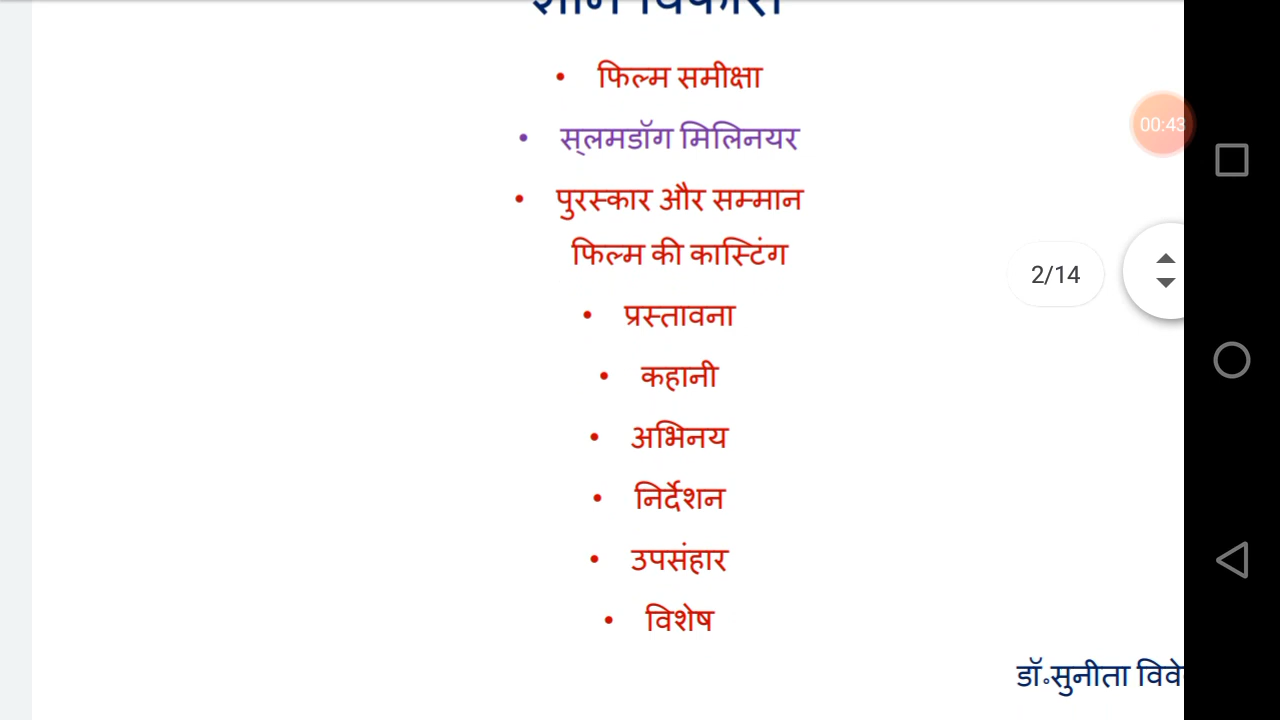 • फिल्म समीक्षा
• स्लमडॉग मिलिनयर
• पुरस्कार और सम्मान
फिल्म की कास्टिंग
• प्रस्तावना
• कहानी
• अभिनय
• निर्देशन
• उपसंहार
• विशेष
डॉ॰सुनीता
00:43
2/14